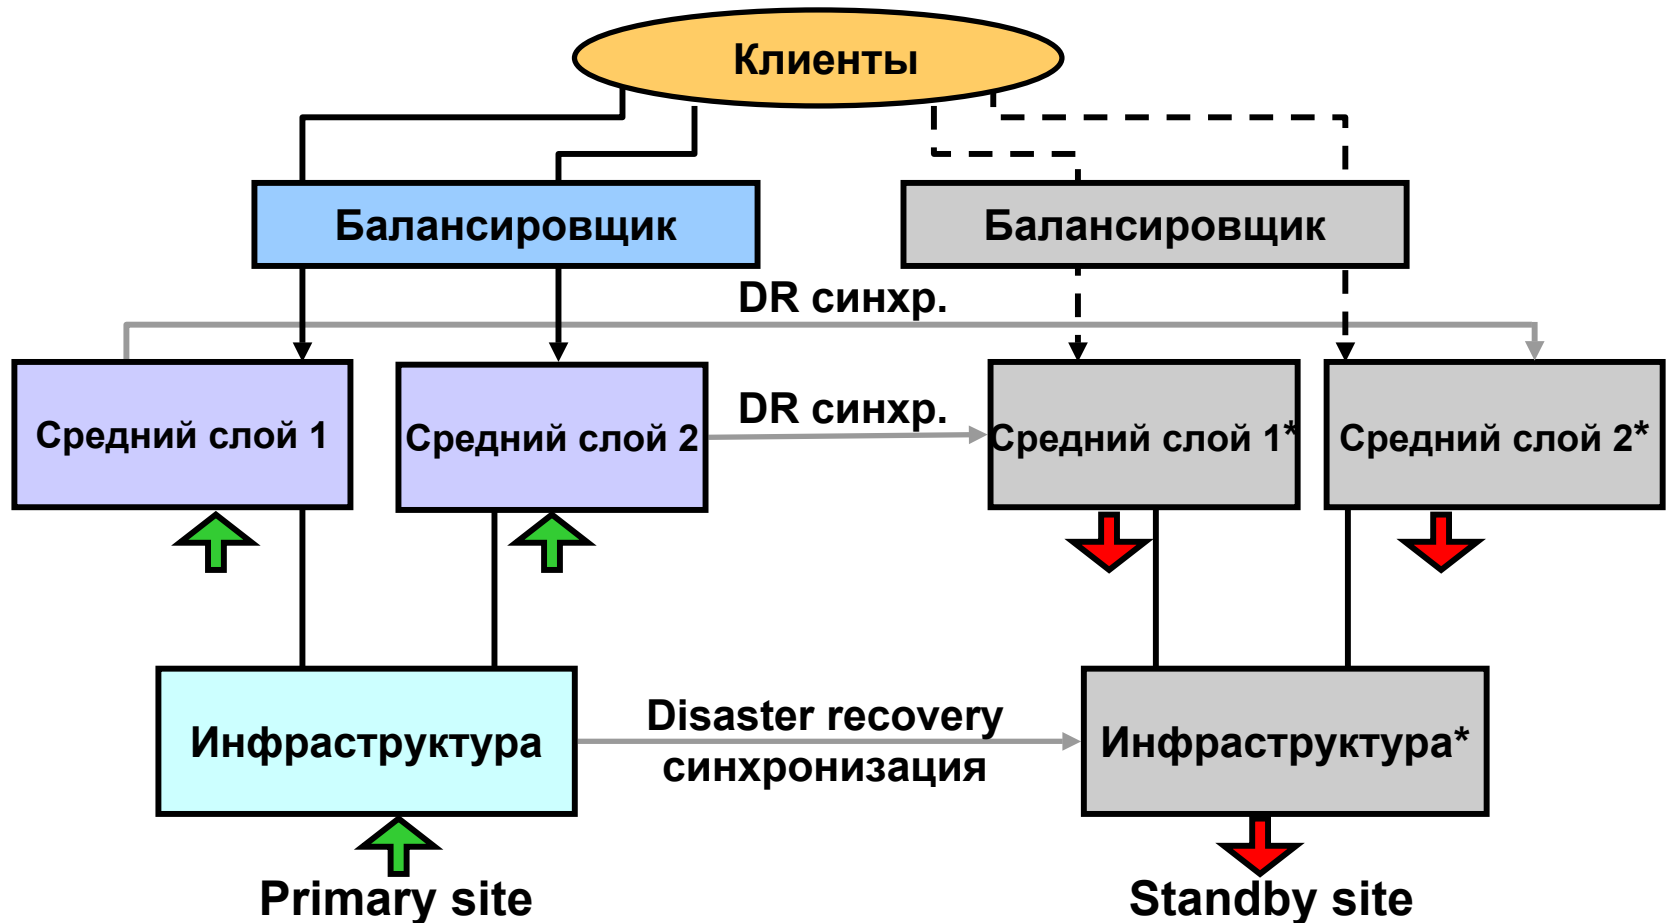 Клиенты
Балансировщик
Балансировщик
DR синхр.
Средний слой 1
Средний слой 2
DR синхр.
Средний слой 1*
Средний слой 2*
Инфраструктура
Disaster recovery
синхронизация
Инфраструктура*
Primary site
Standby site